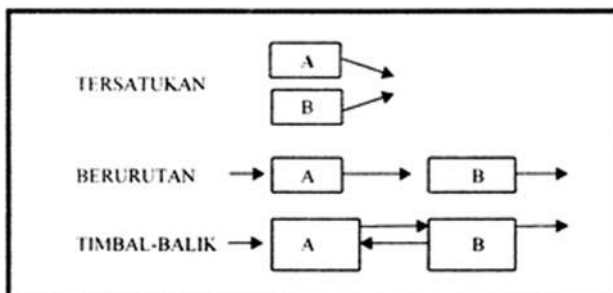 A
TERSATUKAN
B
BERURUTAN A B
TIMBAL-BALIK A B